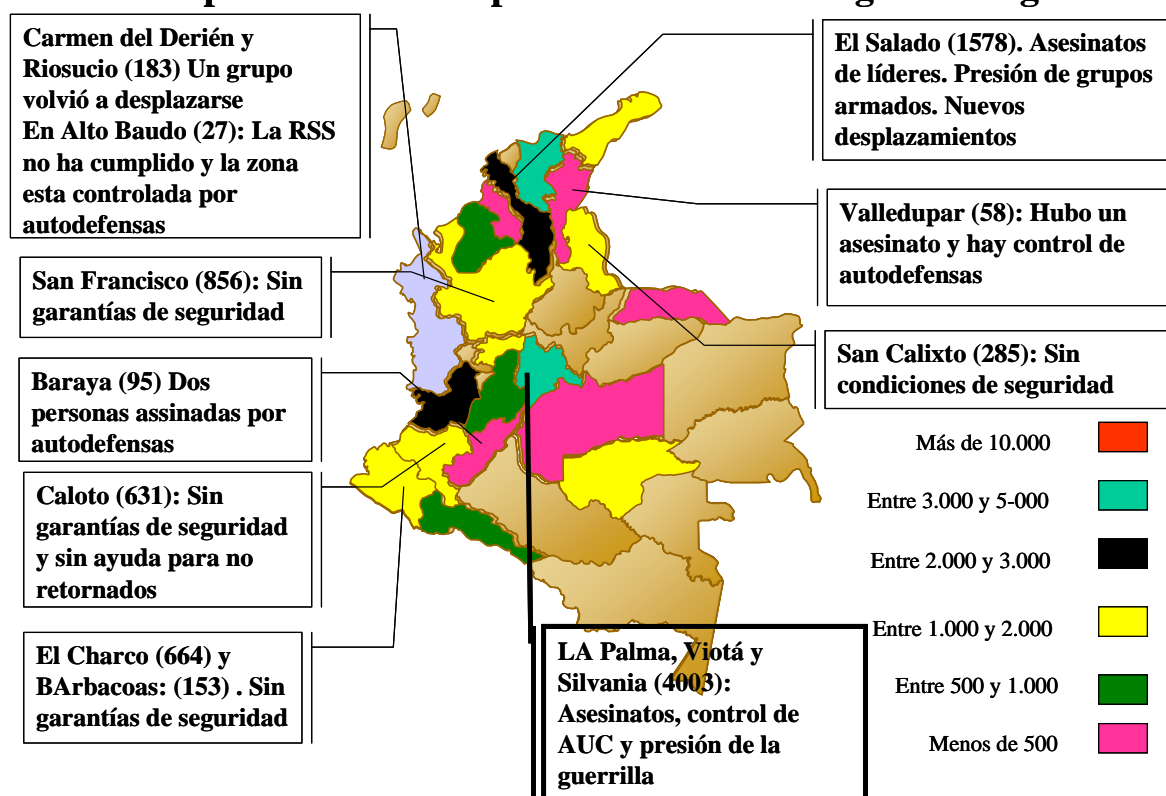 Carmen del Derién y
Riosucio (183) Un grupo
volvió a desplazarse
En Alto Baudo (27): La RSS
no ha cumplido y la zona
esta controlada por
autodefensas
San Francisco (856): Sin
garantías de seguridad
Baraya (95) Dos
personas assinadas por
autodefensas
Caloto (631): Sin
garantías de seguridad
y sin ayuda para no
retornados
El Charco (664) y
BArbacoas: (153) . Sin
garantías de seguridad
El Salado (1578). Asesinatos
de líderes. Presión de grupos
armados. Nuevos
desplazamientos
Valledupar (58): Hubo un
asesinato y hay control de
autodefensas
San Calixto (285): Sin
condiciones de seguridad
Más de 10.000
Entre 3.000 y 5-000
Entre 2.000 y 3.000
Entre 1.000 y 2.000
Entre 500 y 1.000
Menos de 500
LA Palma, Viotá y
Silvania (4003):
Asesinatos, control de
AUC y presión de la
guerrilla